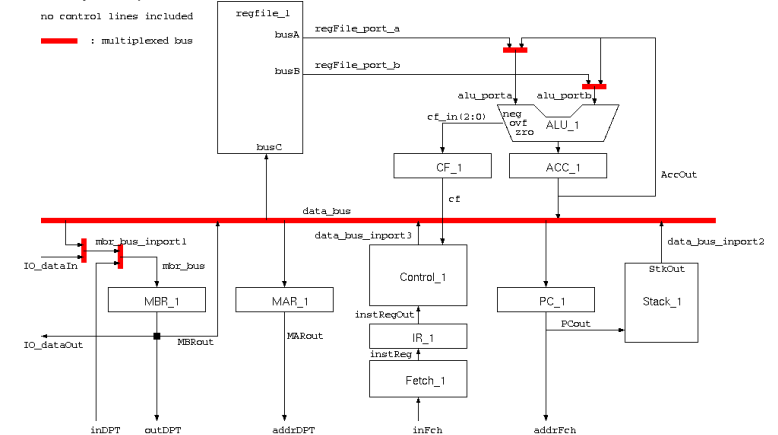 no control lines included
: multiplexed bus
regfile_1
busA
regFile_port_a
busB
regFile_port_b
alu_porta
alu_portb
cf_in(2:0)
neg
ovf
zro
ALU_1
busC
CF_1
ACC_1
AccOut
cf
data_bus
mbr_bus_inport1
data_bus_inport3
data_bus_inport2
IO_dataIn
mbr_bus
StkOut
Control_1
MBR_1
MAR_1
PC_1
Stack_1
instRegOut
PCout
IO_dataOut
MBRout
MARout
IR_1
instReg
Fetch_1
inDPT
outDPT
addrDPT
inFch
addrFch